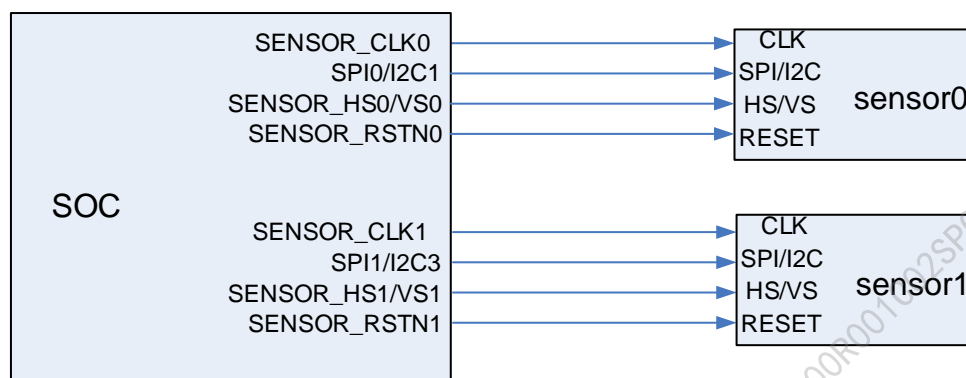 SENSOR_CLK0
SPI0/I2C1
SENSOR_HS0/VS0
SENSOR_RSTN0
CLK
SPI/I2C
HS/VS
RESET
sensor0
SOC
SENSOR_CLK1
SPI1/I2C3
SENSOR_HS1/VS1
SENSOR_RSTN1
CLK
SPI/I2C
HS/VS
RESET
sensor1
00R001C02SP